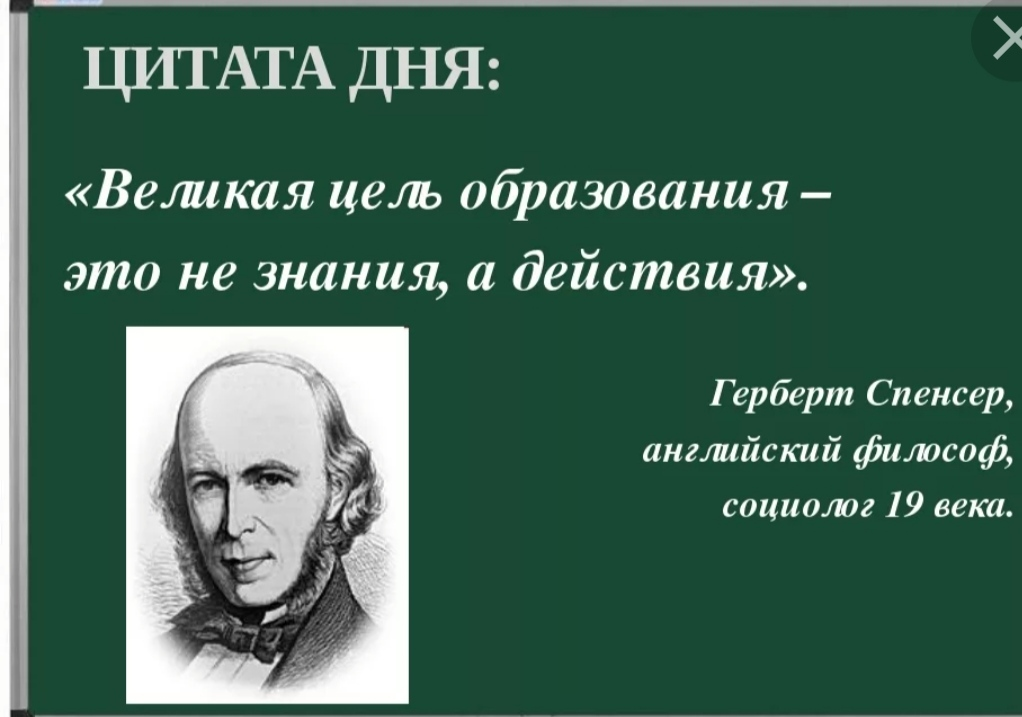 ЦИТАТА ДНЯ:
«Великая цель образования –
это не знания, а действия».
Герберт Спенсер,
английский философ,
социолог 19 века.